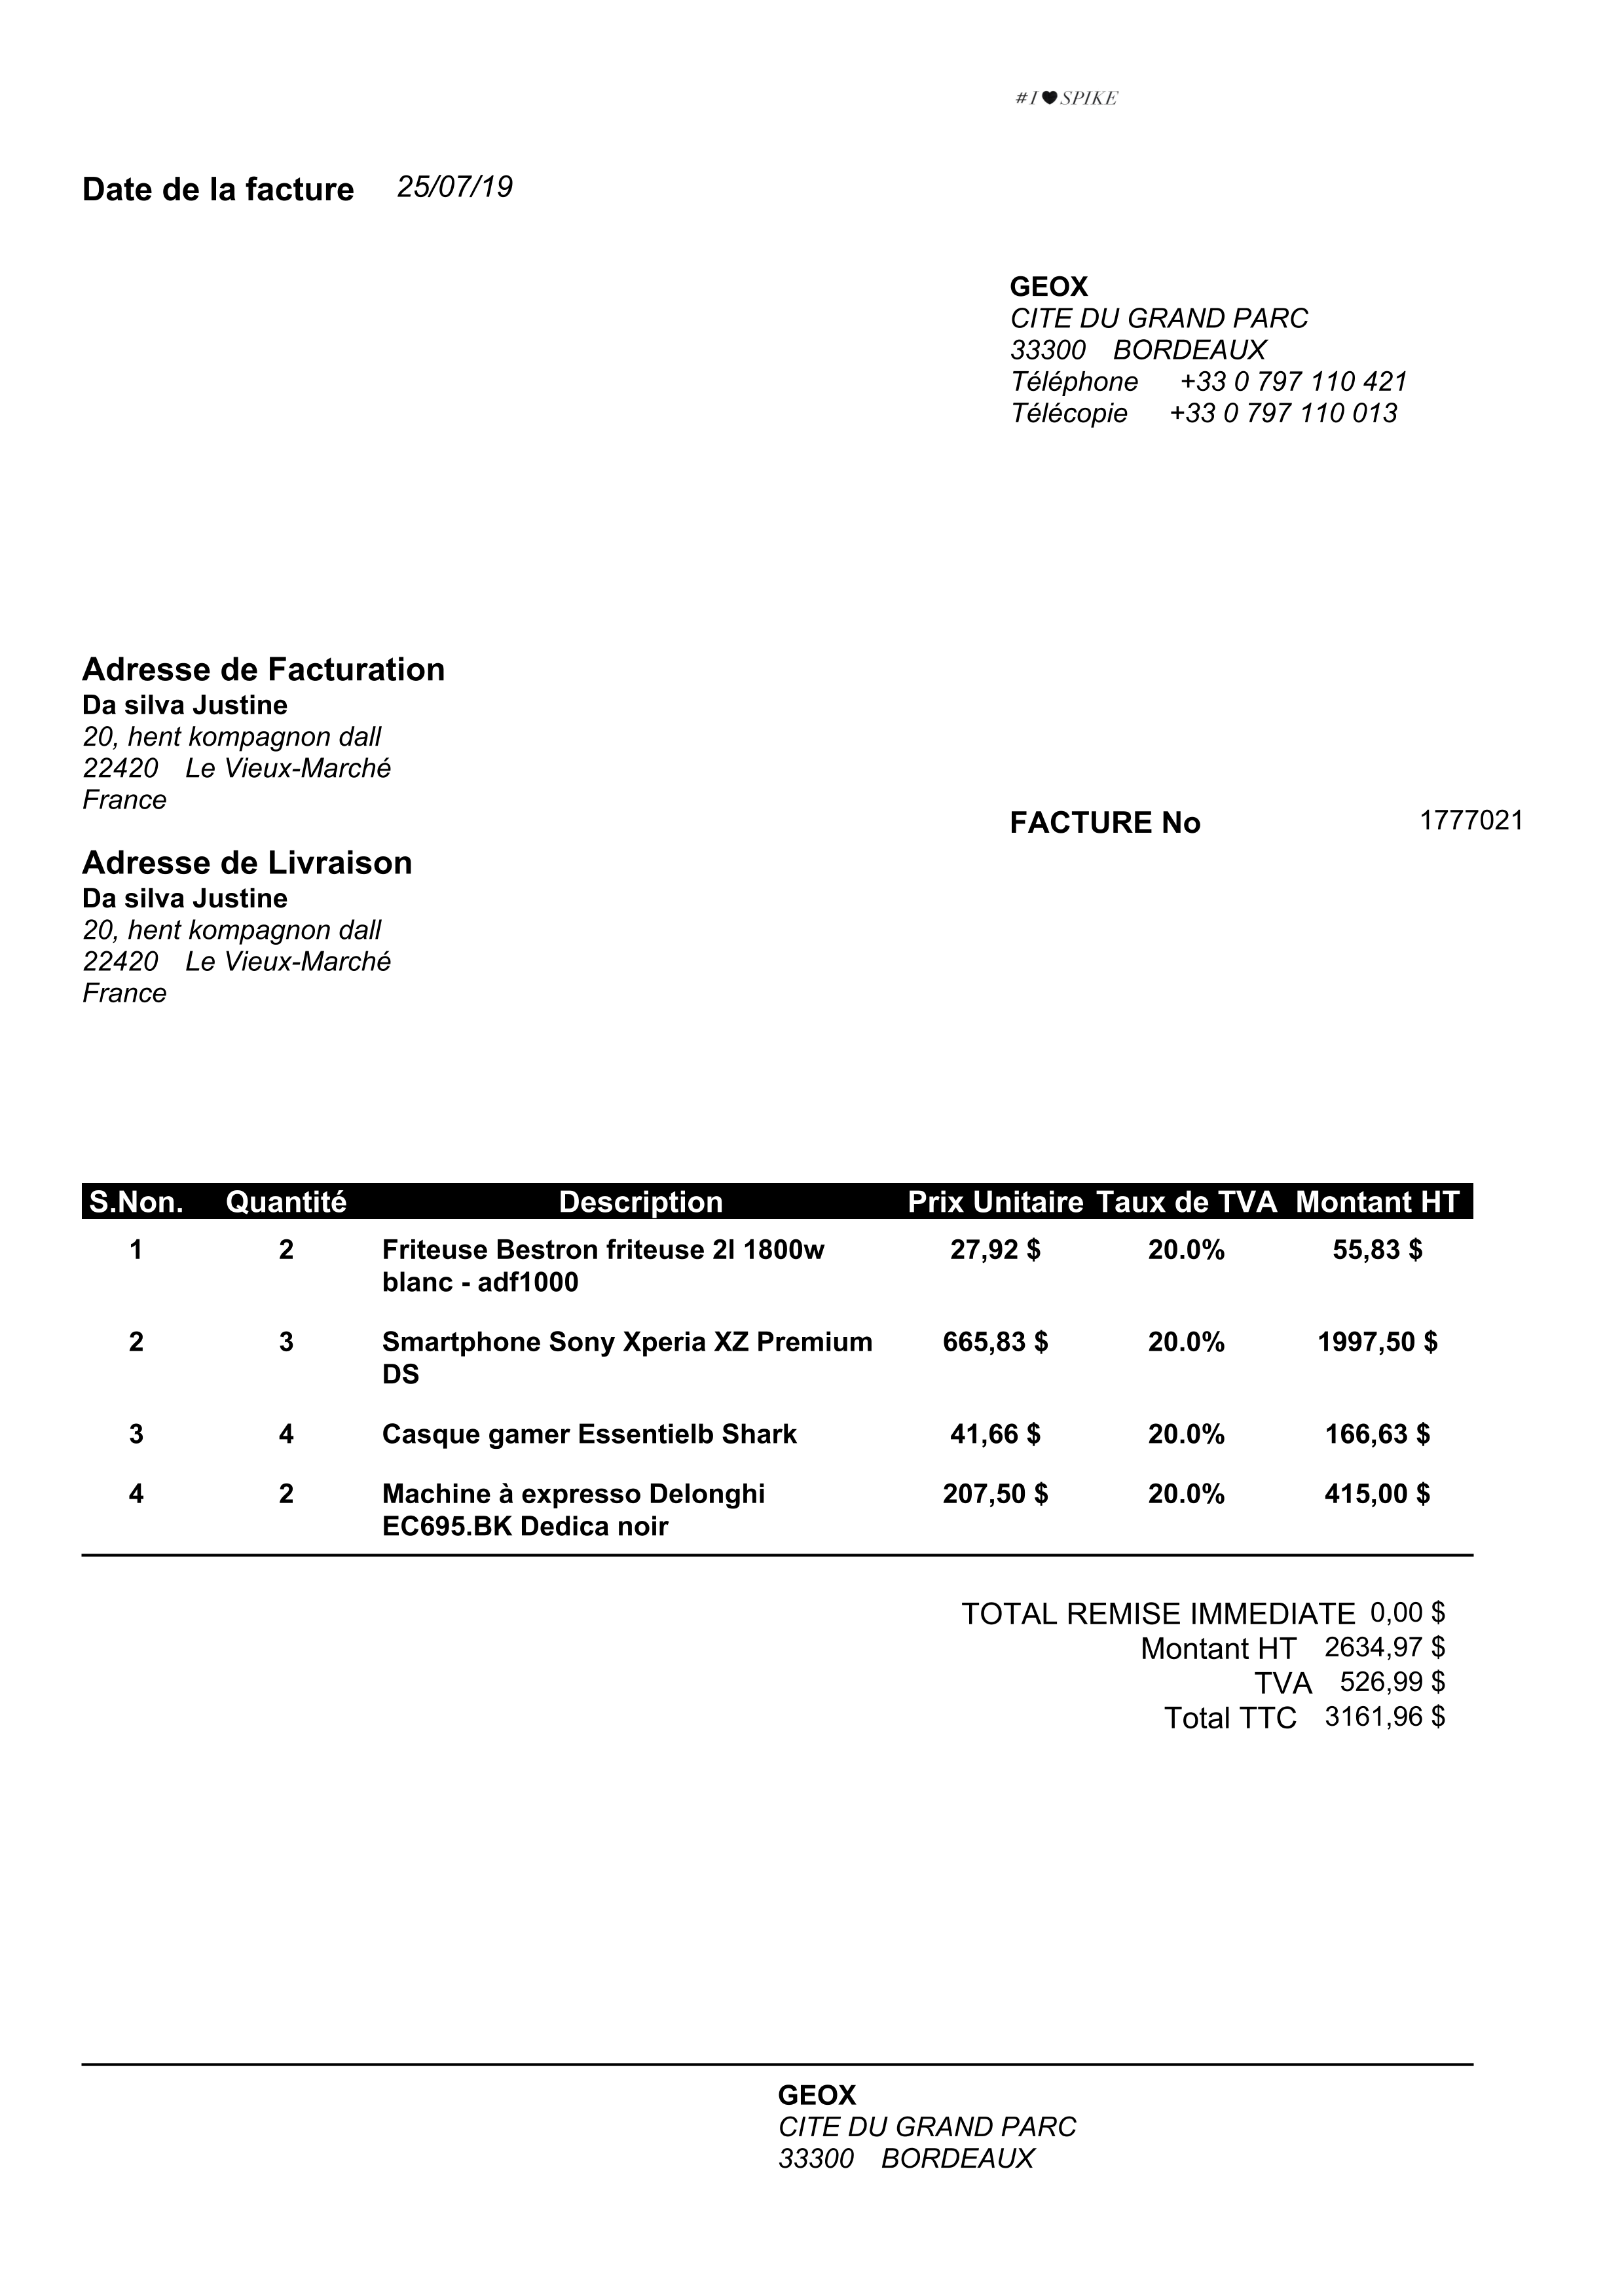 #I♥SPIKE
Date de la facture 25/07/19
GEOX
CITE DU GRAND PARC
33300 BORDEAUX
Téléphone +33 0 797 110 421
Télécopie +33 0 797 110 013
Adresse de Facturation
Da silva Justine
20, hent kompagnon dall
22420 Le Vieux-Marché
France
FACTURE No 1777021
Adresse de Livraison
Da silva Justine
20, hent kompagnon dall
22420 Le Vieux-Marché
France
S.Non. Quantité Description Prix Unitaire Taux de TVA Montant HT
1 2 Friteuse Bestron friteuse 2l 1800w 27,92 $ 20.0% 55,83 $
blanc - adf1000
2 3 Smartphone Sony Xperia XZ Premium 665,83 $ 20.0% 1997,50 $
DS
3 4 Casque gamer Essentielb Shark 41,66 $ 20.0% 166,63 $
4 2 Machine à expresso Delonghi 207,50 $ 20.0% 415,00 $
EC695.BK Dedica noir
TOTAL REMISE IMMEDIATE 0,00 $
Montant HT 2634,97 $
TVA 526,99 $
Total TTC 3161,96 $
GEOX
CITE DU GRAND PARC
33300 BORDEAUX